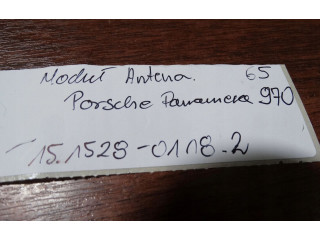 Moduł Antena. 65
Porsche Panamera 970
15.1528-0118.2